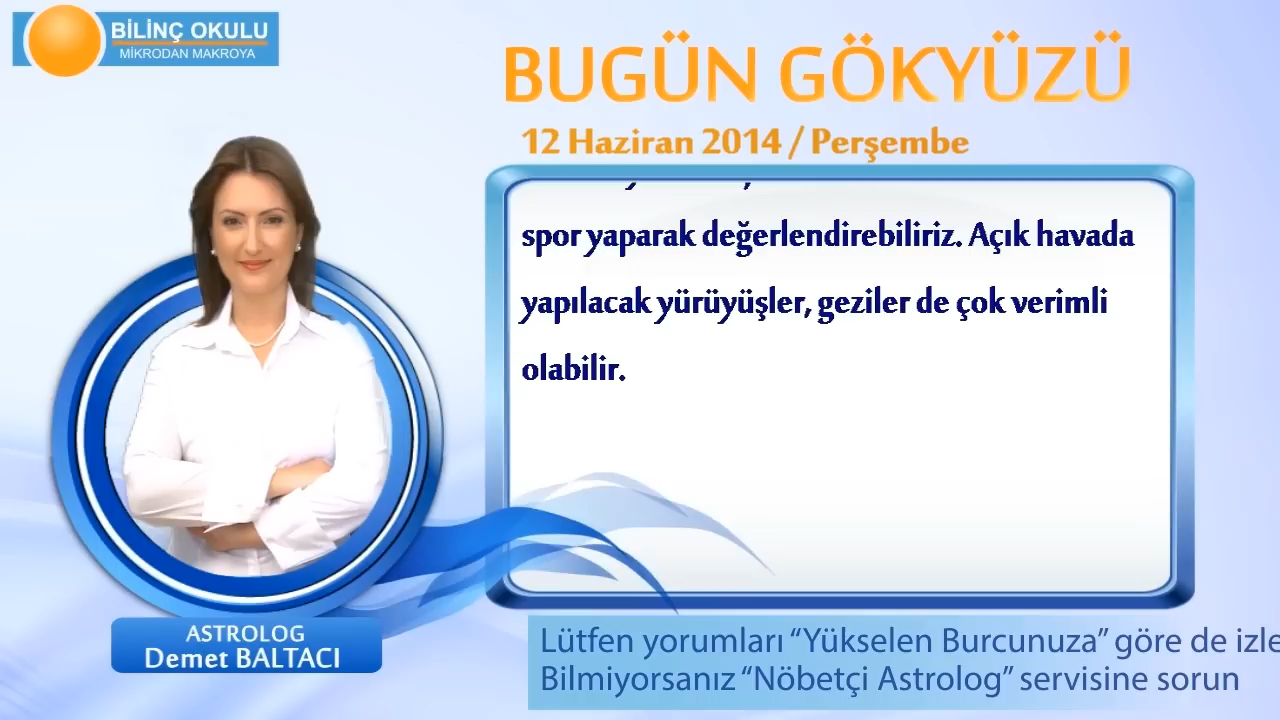 BİLİNÇ OKULU
MİKRODAN MAKROYA
BUGÜN GÖKYÜZÜ
12 Haziran 2014 / Perşembe
spor yaparak değerlendirebiliriz. Açık havada
yapılacak yürüyüşler, geziler de çok verimli
olabilir.
ASTROLOG
Demet BALTACI
Lütfen yorumları “Yükselen Burcunuza” göre de
Bilmiyorsanız “Nöbetçi Astrolog” servisine sorun